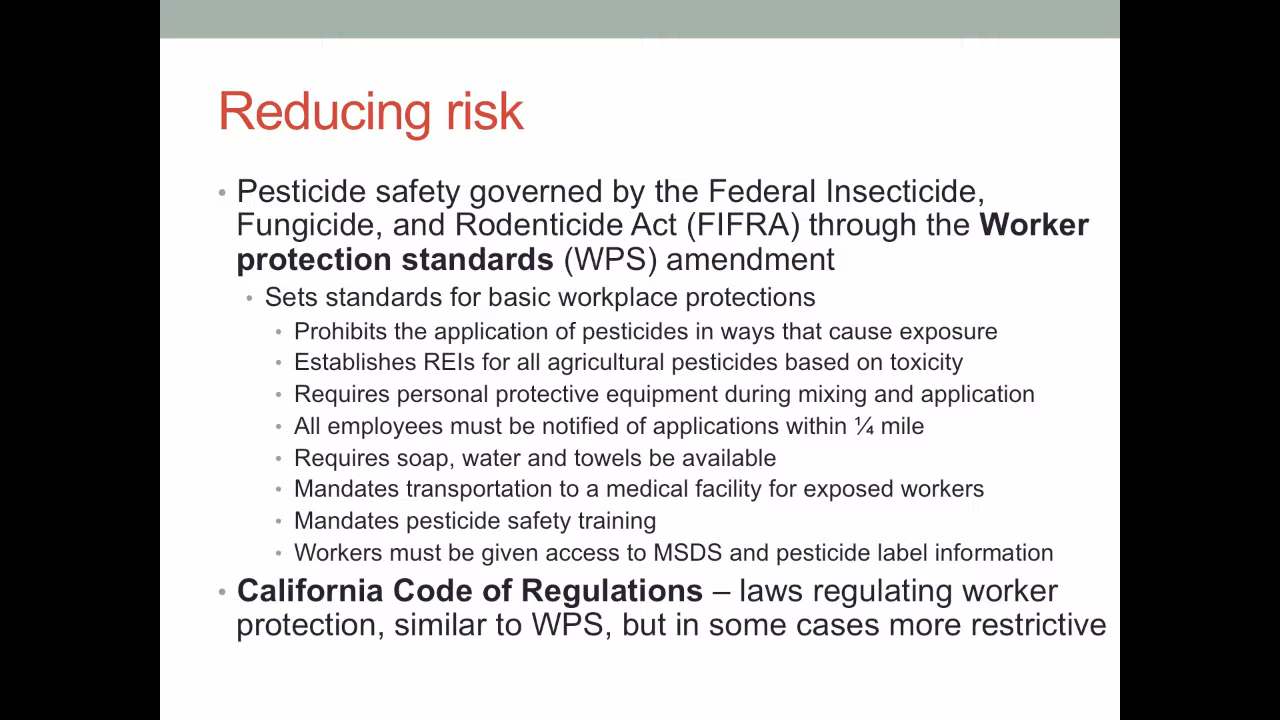 Reducing risk
• Pesticide safety governed by the Federal Insecticide,
Fungicide, and Rodenticide Act (FIFRA) through the Worker
protection standards (WPS) amendment
• Sets standards for basic workplace protections
• Prohibits the application of pesticides in ways that cause exposure
• Establishes REIs for all agricultural pesticides based on toxicity
• Requires personal protective equipment during mixing and application
• All employees must be notified of applications within ¼ mile
• Requires soap, water and towels be available
• Mandates transportation to a medical facility for exposed workers
• Mandates pesticide safety training
• Workers must be given access to MSDS and pesticide label information
• California Code of Regulations – laws regulating worker
protection, similar to WPS, but in some cases more restrictive